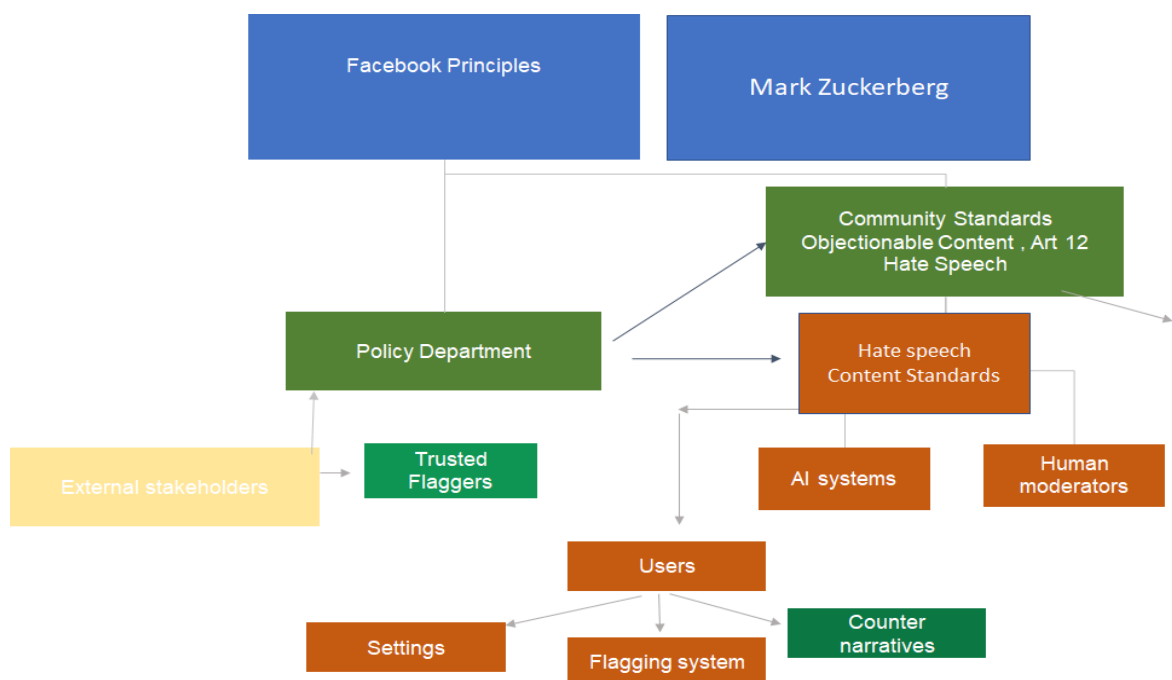 Facebook Principles
Mark Zuckerberg
Community Standards
Objectionable Content , Art 12
Hate Speech
Policy Department
Hate speech
Content Standards
External stakeholders
Trusted
Flaggers
AI systems
Human
moderators
Users
Settings
Flagging system
Counter
narratives